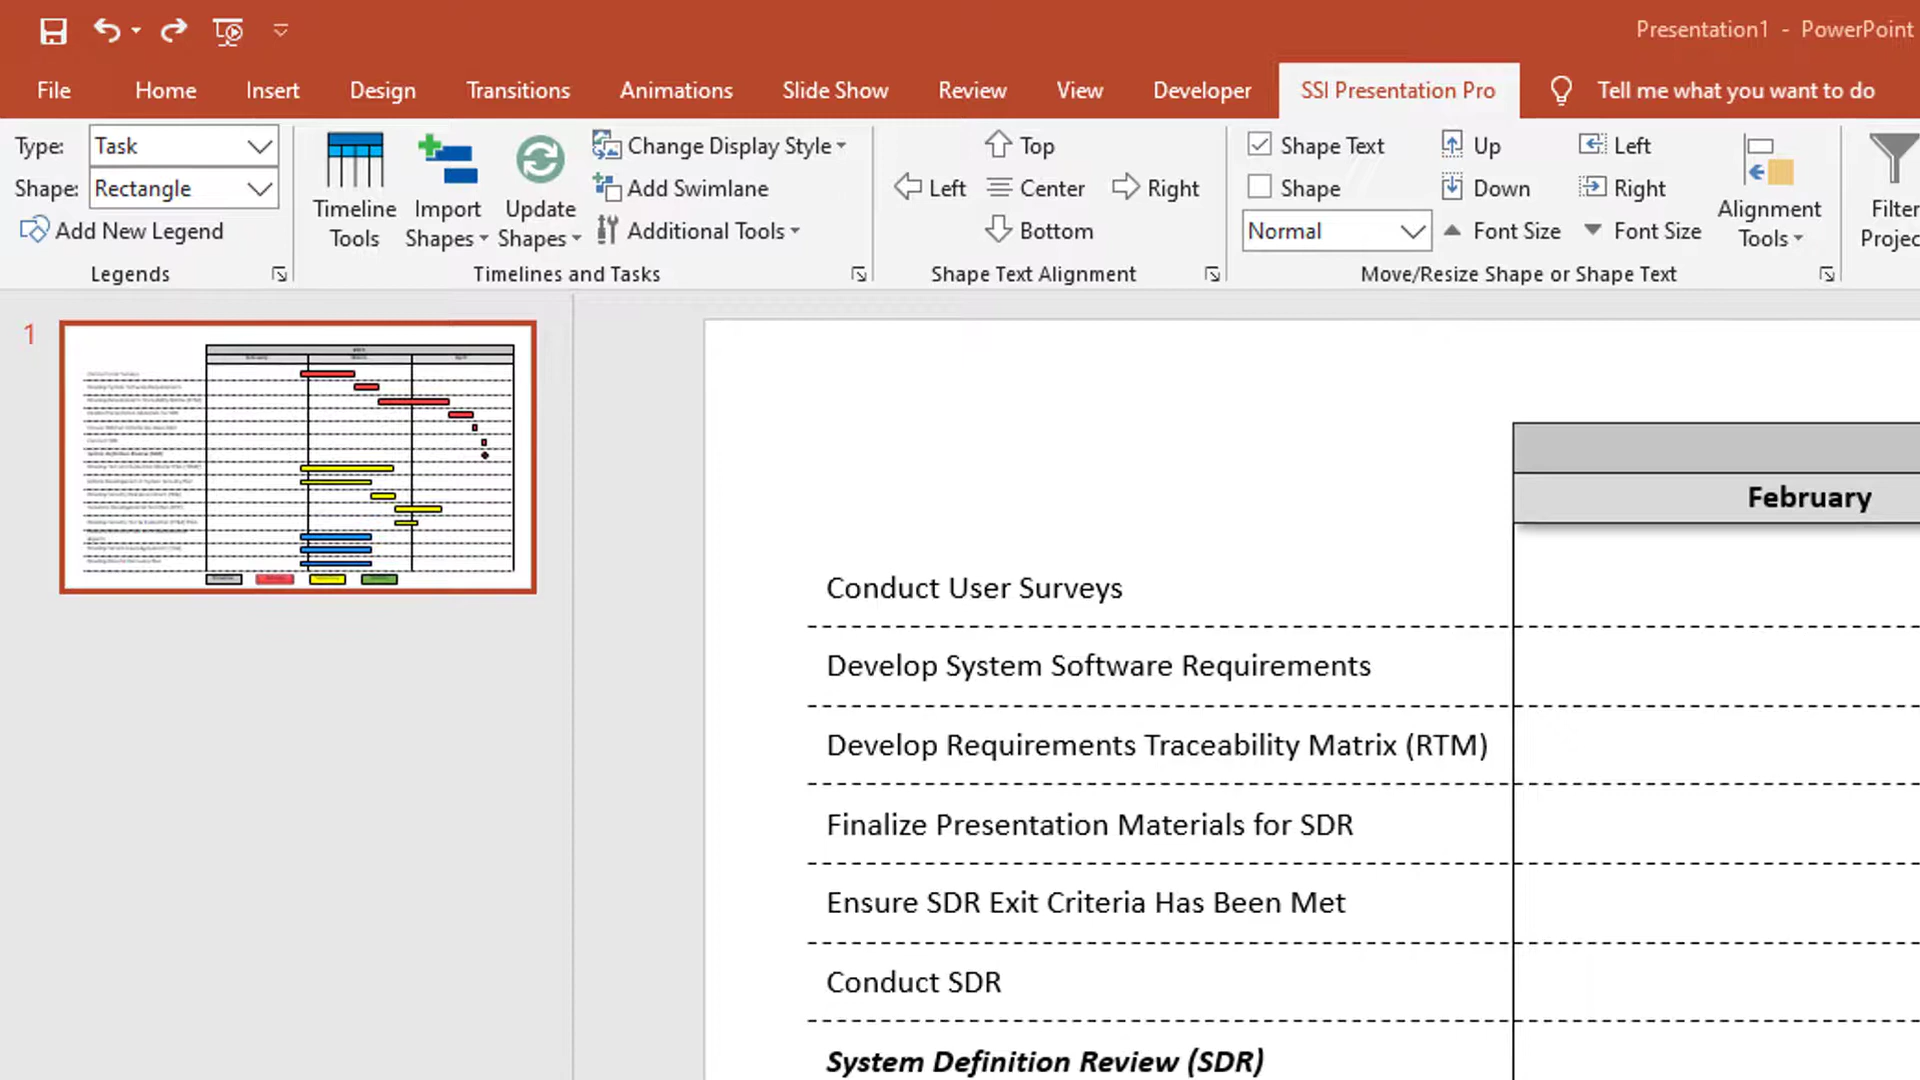 Presentation1 - PowerPoint
File Home Insert Design Transitions Animations Slide Show Review View Developer SSI Presentation Pro Tell me what you want to do
Type: Task
Shape: Rectangle
Add New Legend
Legends
Timeline Tools
Import Shapes
Update Shapes
Change Display Style
Add Swimlane
Additional Tools
Timelines and Tasks
Top
Left Center Right
Bottom
Shape Text Alignment
Shape Text Up Left
Shape Down Right
Normal Font Size Font Size
Move/Resize Shape or Shape Text
Alignment Tools
1
February
Conduct User Surveys
Develop System Software Requirements
Develop Requirements Traceability Matrix (RTM)
Finalize Presentation Materials for SDR
Ensure SDR Exit Criteria Has Been Met
Conduct SDR
System Definition Review (SDR)